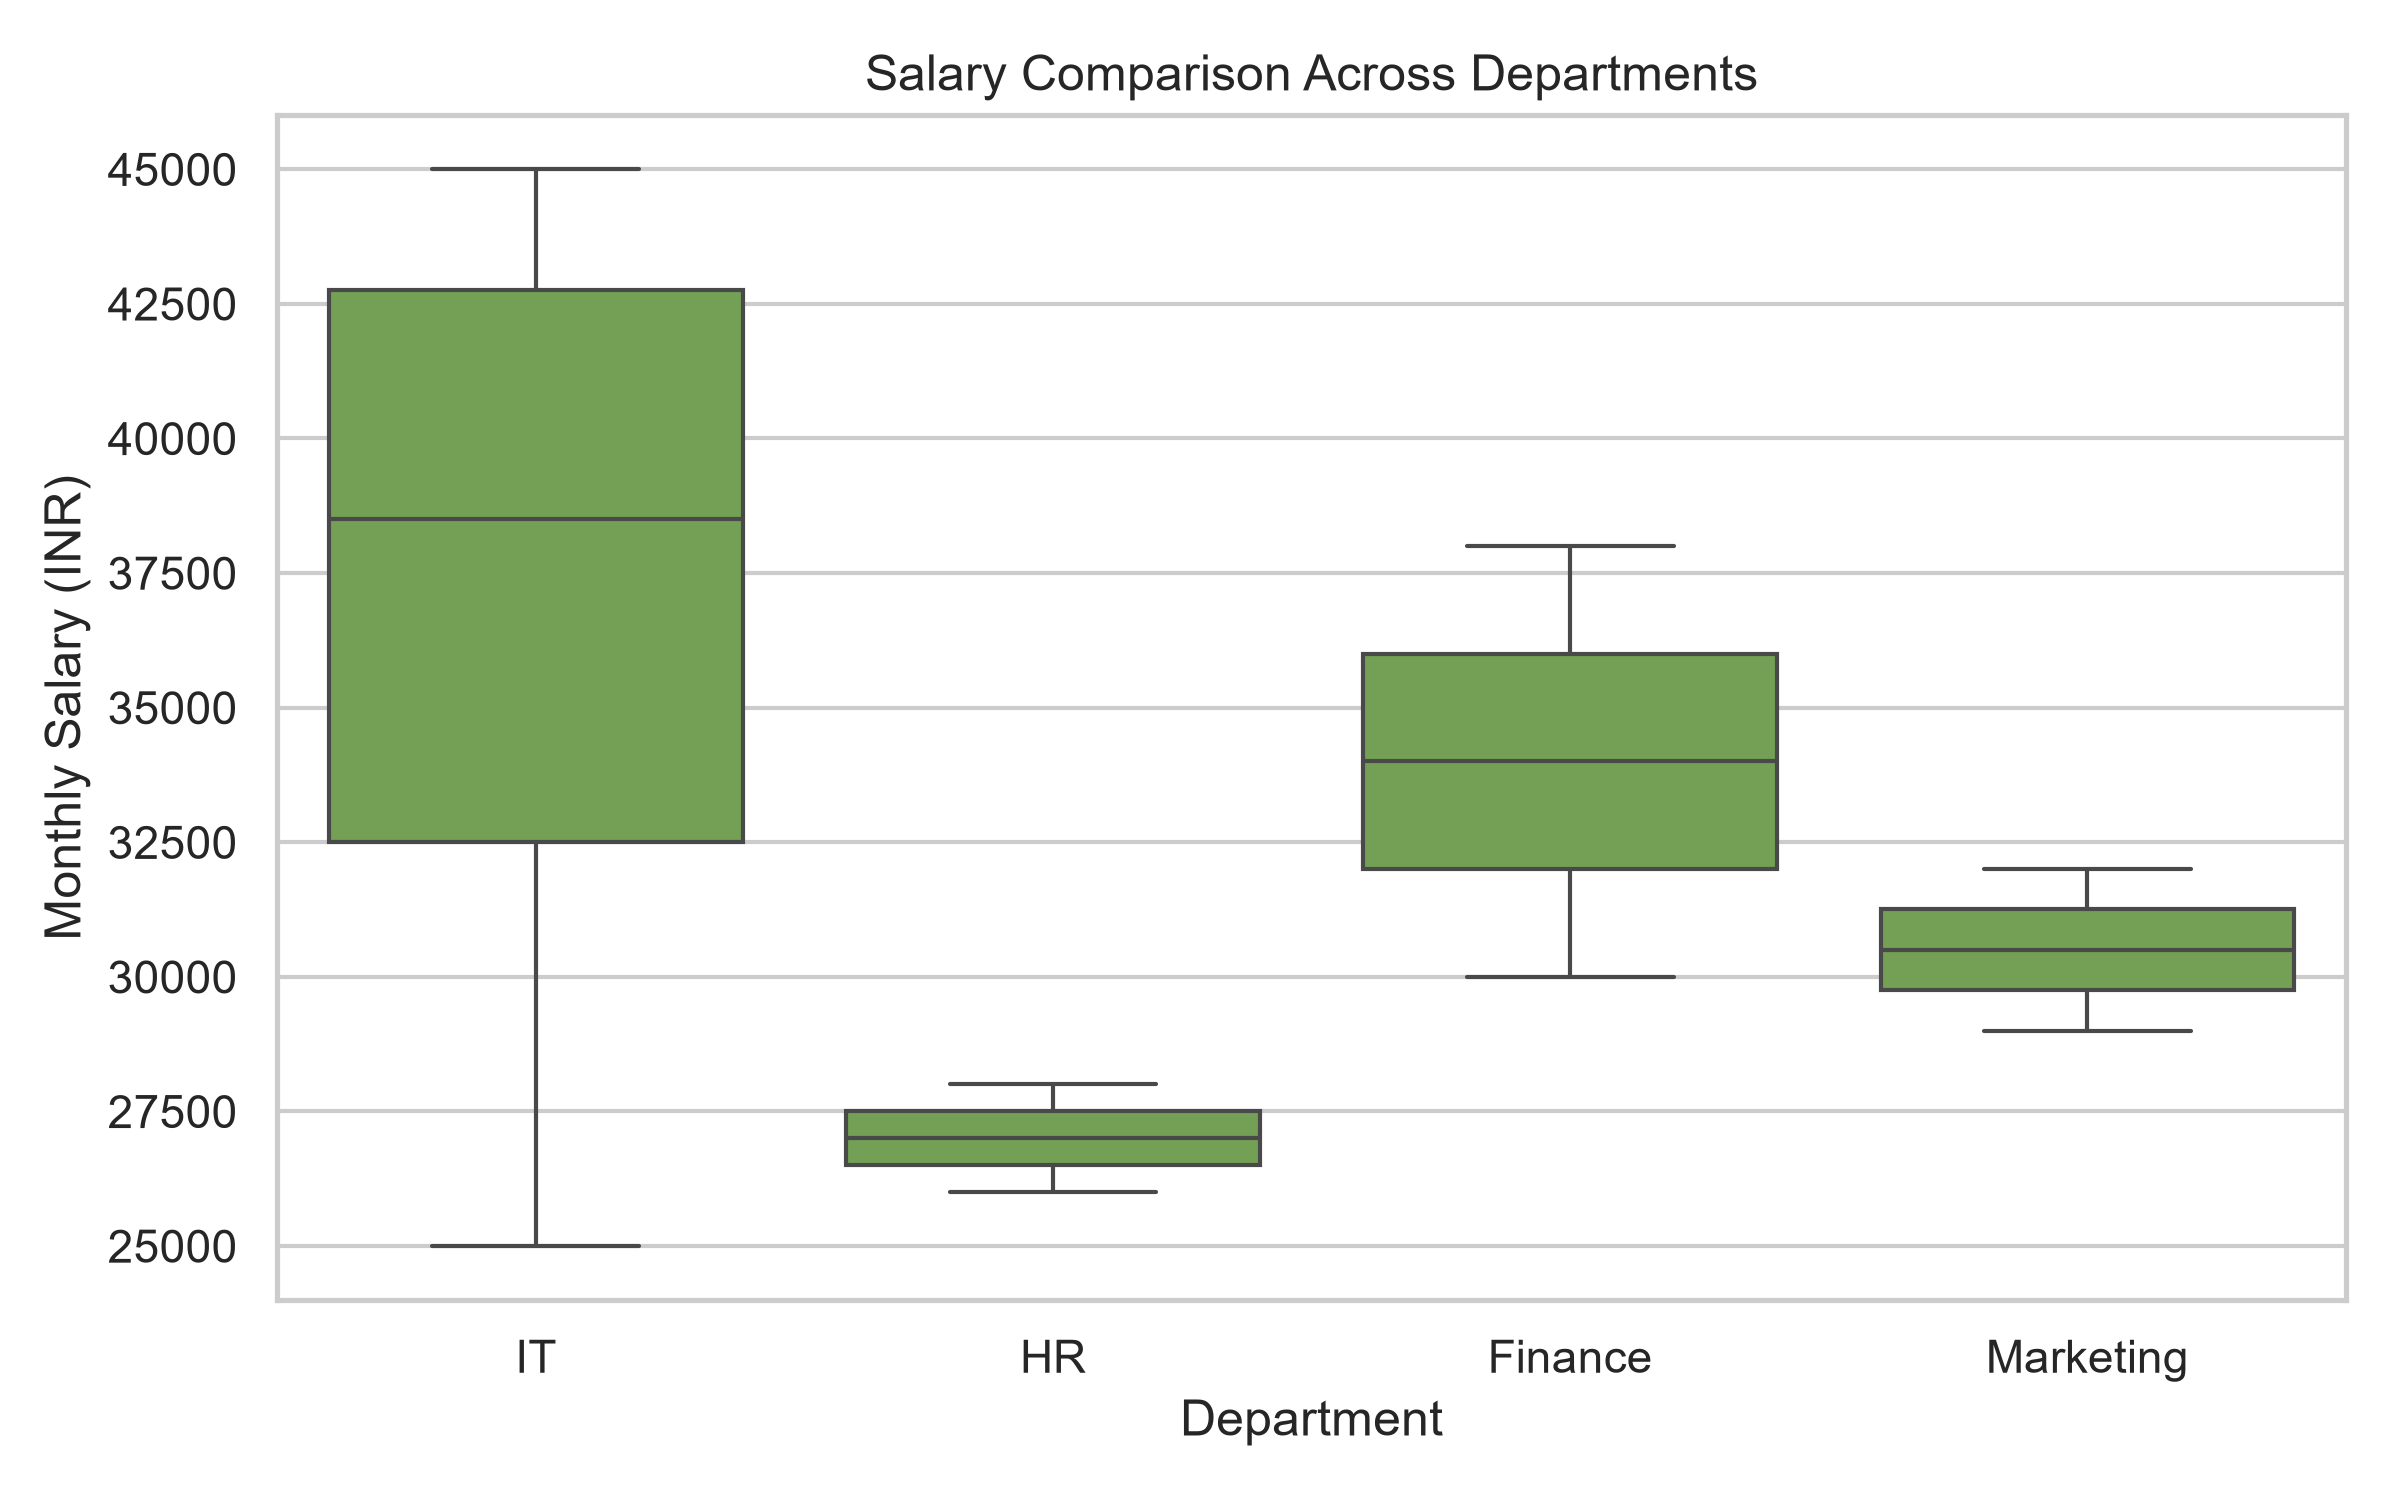 Salary Comparison Across Departments
45000
42500
40000
37500
35000
32500
30000
27500
25000
Monthly Salary (INR)
IT
HR
Finance
Marketing
Department